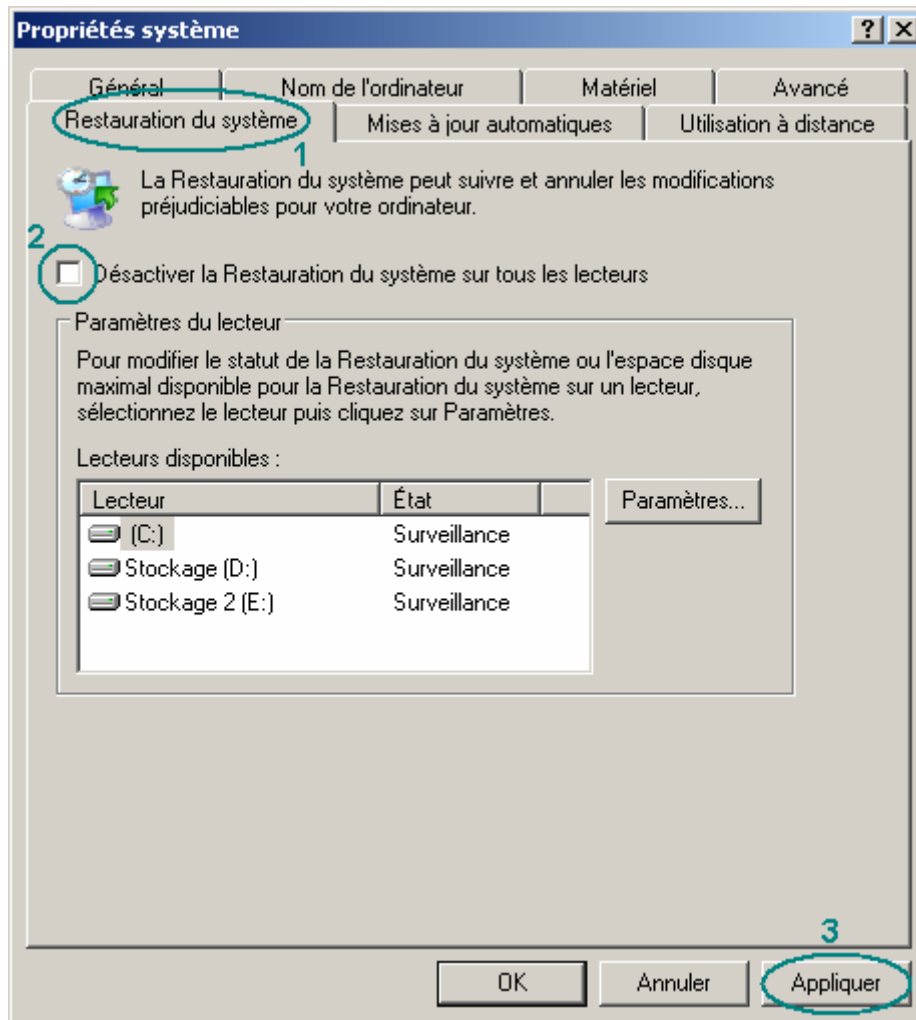 Propriétés système
Général Nom de l'ordinateur Matériel Avancé
Restauration du système Mises à jour automatiques Utilisation à distance
1
La Restauration du système peut suivre et annuler les modifications
préjudiciables pour votre ordinateur.
2
Désactiver la Restauration du système sur tous les lecteurs
Paramètres du lecteur
Pour modifier le statut de la Restauration du système ou l'espace disque
maximal disponible pour la Restauration du système sur un lecteur,
sélectionnez le lecteur puis cliquez sur Paramètres.
Lecteurs disponibles :
Lecteur État Paramètres...
(C:) Surveillance
Stockage (D:) Surveillance
Stockage 2 (E:) Surveillance
3
OK Annuler Appliquer